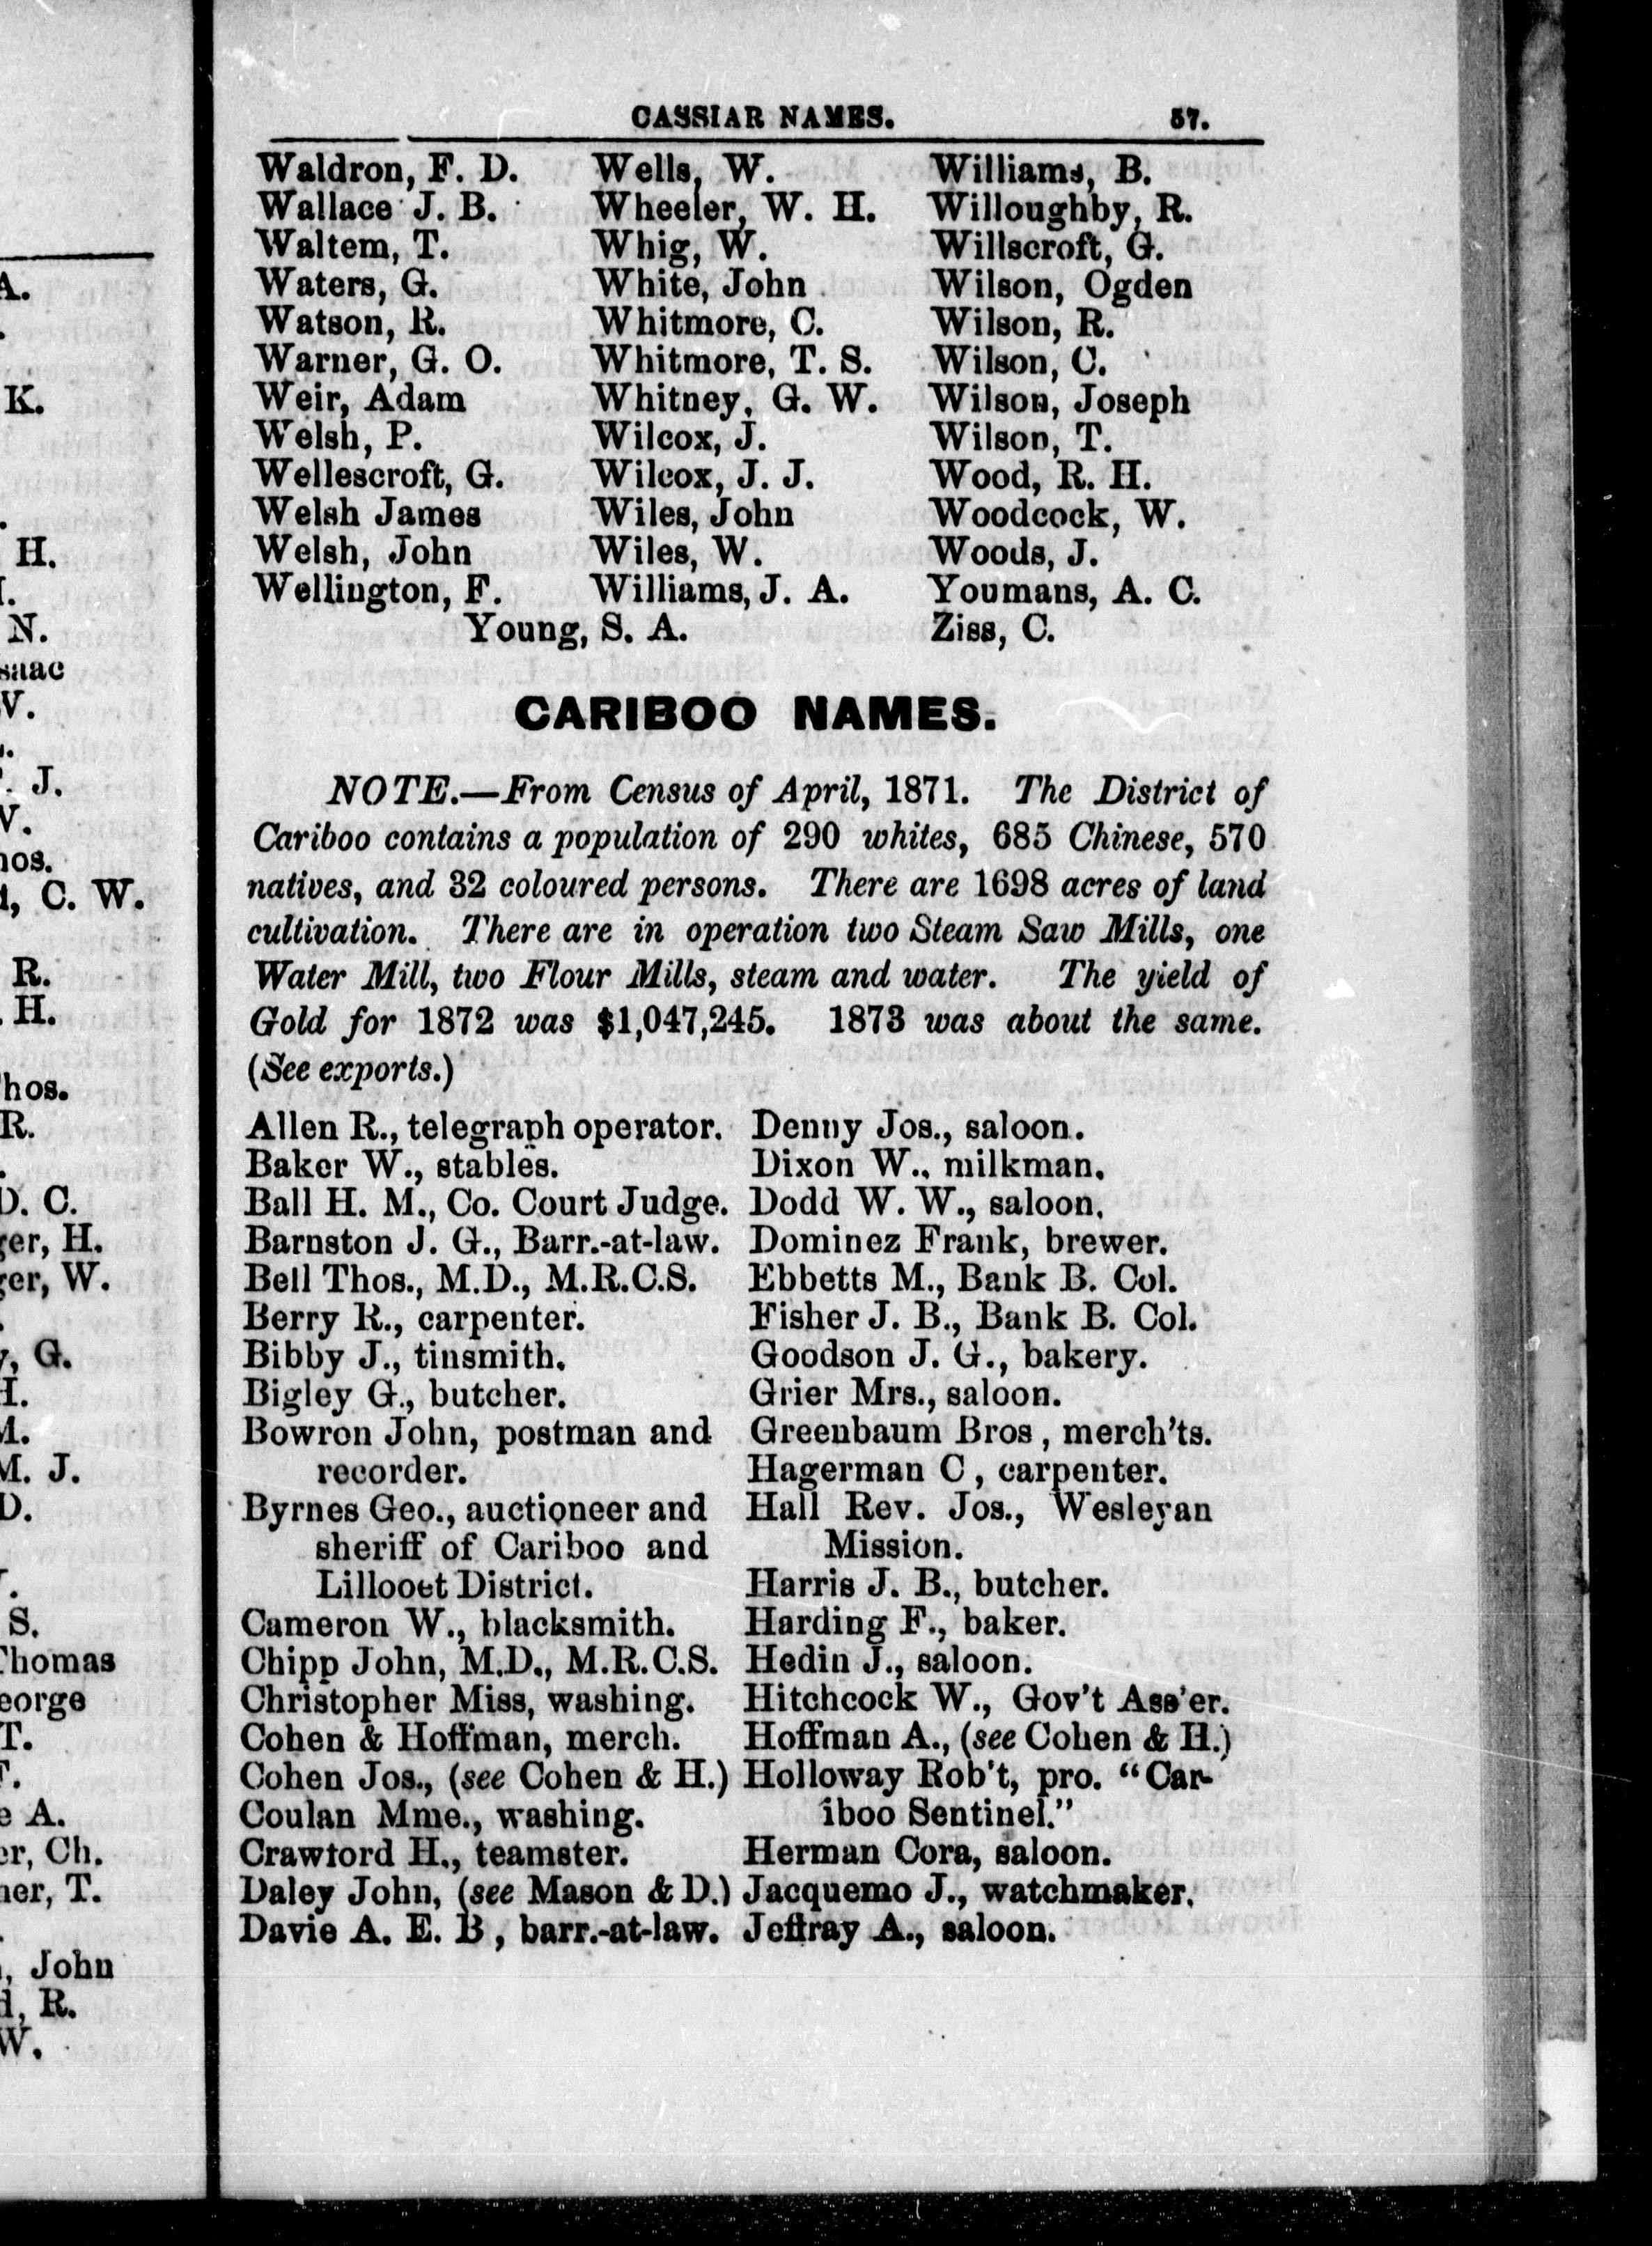 CASSIAR NAMES. 57.
Waldron, F. D.
Wallace J. B.
Waltem, T.
Waters, G.
Watson, R.
Warner, G. O.
Weir, Adam
Welsh, P.
Wellescroft, G.
Welsh James
Welsh, John
Wellington, F.
Wells, W.
Wheeler, W. H.
Whig, W.
White, John
Whitmore, C.
Whitmore, T. S.
Whitney, G. W.
Wilcox, J.
Wilcox, J. J.
Wiles, John
Wiles, W.
Williams, J. A.
Williams, B.
Willoughby, R.
Willscroft, G.
Wilson, Ogden
Wilson, R.
Wilson, C.
Wilson, Joseph
Wilson, T.
Wood, R. H.
Woodcock, W.
Woods, J.
Youmans, A. C.
Young, S. A.
Ziss, C.
CARIBOO NAMES.
NOTE.—From Census of April, 1871. The District of
Cariboo contains a population of 290 whites, 685 Chinese, 570
natives, and 32 coloured persons. There are 1698 acres of land
cultivation. There are in operation two Steam Saw Mills, one
Water Mill, two Flour Mills, steam and water. The yield of
Gold for 1872 was $1,047,245. 1873 was about the same.
(See exports.)
Allen R., telegraph operator.
Baker W., stables.
Ball H. M., Co. Court Judge.
Barnston J. G., Barr.-at-law.
Bell Thos., M.D., M.R.C.S.
Berry R., carpenter.
Bibby J., tinsmith.
Bigley G., butcher.
Bowron John, postman and
recorder.
Byrnes Geo., auctioneer and
sheriff of Cariboo and
Lillooet District.
Cameron W., blacksmith.
Chipp John, M.D., M.R.C.S.
Christopher Miss, washing.
Cohen & Hoffman, merch.
Cohen Jos., (see Cohen & H.)
Coulan Mme., washing.
Crawford H., teamster.
Daley John, (see Mason & D.)
Davie A. E. B , barr.-at-law.
Denny Jos., saloon.
Dixon W., milkman.
Dodd W. W., saloon.
Dominez Frank, brewer.
Ebbetts M., Bank B. Col.
Fisher J. B., Bank B. Col.
Goodson J. G., bakery.
Grier Mrs., saloon.
Greenbaum Bros , merch'ts.
Hagerman C , carpenter.
Hall Rev. Jos., Wesleyan
Mission.
Harris J. B., butcher.
Harding F., baker.
Hedin J., saloon.
Hitchcock W., Gov't Ass'er.
Hoffman A., (see Cohen & H.)
Holloway Rob't, pro. "Car-
iboo Sentinel."
Herman Cora, saloon.
Jacquemo J., watchmaker.
Jeffray A., saloon.